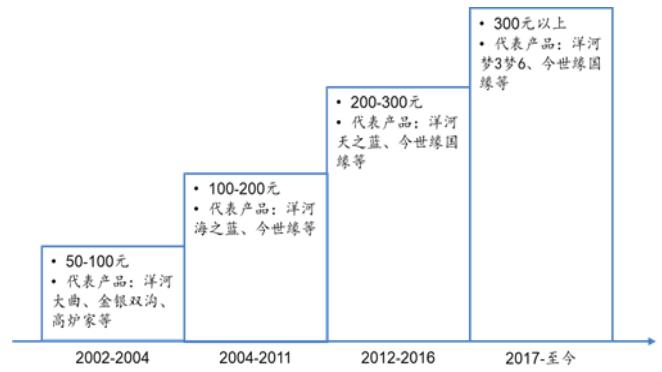 • 300元以上
• 代表产品：洋河
梦3梦6、今世缘国
缘等
• 200-300元
• 代表产品：洋河
天之蓝、今世缘国
缘等
• 100-200元
• 代表产品：洋河
海之蓝、今世缘等
• 50-100元
• 代表产品：洋河
大曲、金银双沟、
高炉家等
2002-2004
2004-2011
2012-2016
2017-至今